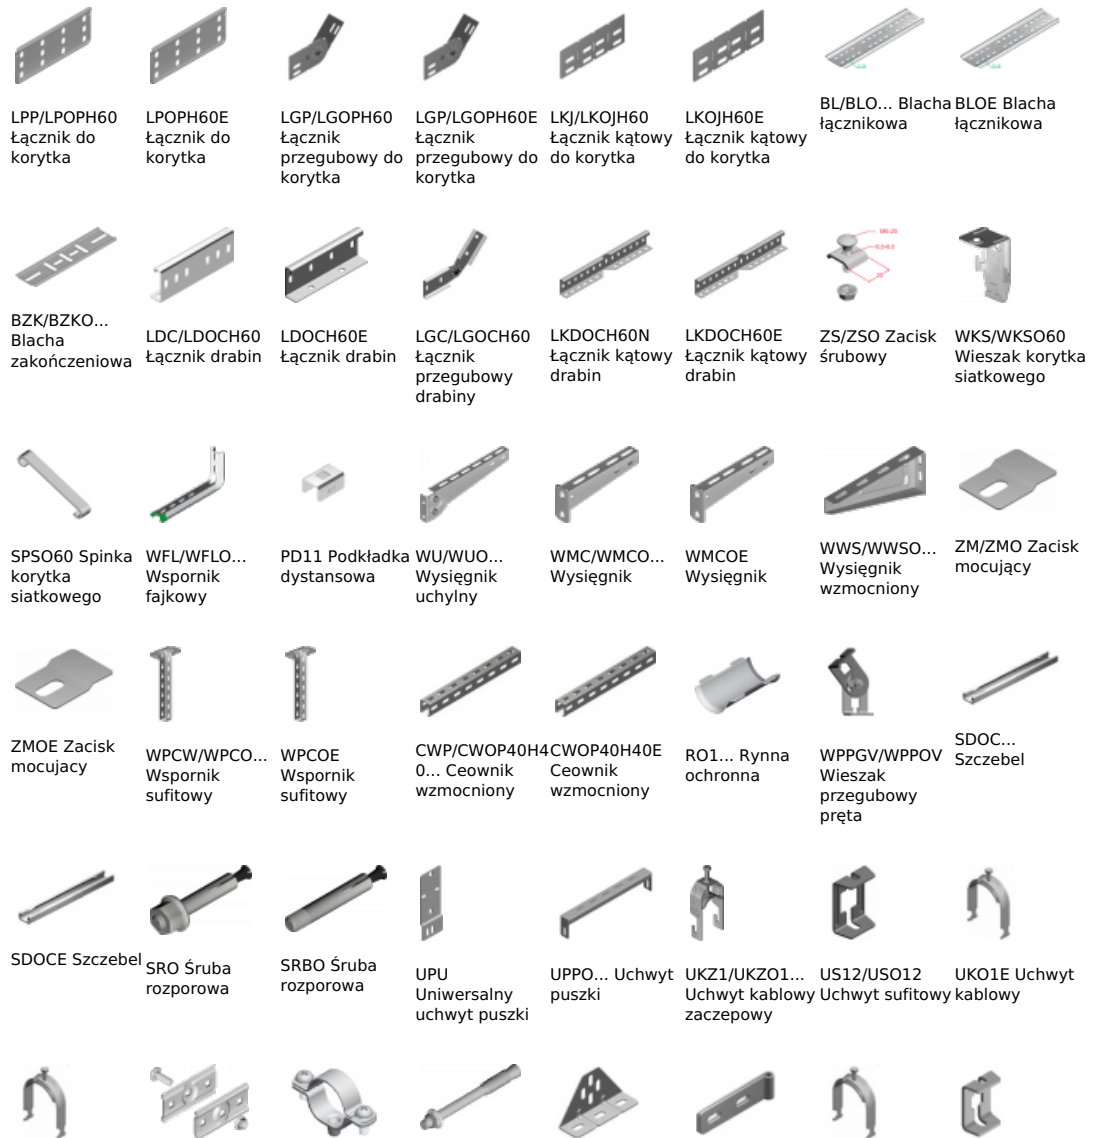 LPP/LPOPH60
Łącznik do
korytka
LPOPH60E
Łącznik do
korytka
LGP/LGOPH60
Łącznik
przegubowy do
korytka
LGP/LGOPH60E
Łącznik
przegubowy do
korytka
LKJ/LKOJH60
Łącznik kątowy
do korytka
LKOJH60E
Łącznik kątowy
do korytka
BL/BLO... Blacha
łącznikowa
BLOE Blacha
łącznikowa
BZK/BZKO...
Blacha
zakończeniowa
LDC/LDOCH60
Łącznik drabin
LDOCH60E
Łącznik drabin
LGC/LGOCH60
Łącznik
przegubowy
drabiny
LKDOCH60N
Łącznik kątowy
drabin
LKDOCH60E
Łącznik kątowy
drabin
ZS/ZSO Zacisk
śrubowy
WKS/WKSO60
Wieszak korytka
siatkowego
SPSO60 Spinka
korytka
siatkowego
WFL/WFLO...
Wspornik
fajkowy
PD11 Podkładka
dystansowa
WU/WUO...
Wysięgnik
uchylny
WMC/WMCO...
Wysięgnik
WMCOE
Wysięgnik
WWS/WWSO...
Wysięgnik
wzmocniony
ZM/ZMO Zacisk
mocujący
ZMOE Zacisk
mocujacy
WPCW/WPCO...
Wspornik
sufitowy
WPCOE
Wspornik
sufitowy
CWP/CWOP40H4
0... Ceownik
wzmocniony
CWOP40H40E
Ceownik
wzmocniony
RO1... Rynna
ochronna
WPPGV/WPPOV
Wieszak
przegubowy
pręta
SDOC...
Szczebel
SDOCE Szczebel
SRO Śruba
rozporowa
SRBO Śruba
rozporowa
UPU
Uniwersalny
uchwyt puszki
UPPO... Uchwyt
puszki
UKZ1/UKZO1...
Uchwyt kablowy
zaczepowy
US12/USO12
Uchwyt sufitowy
UKO1E Uchwyt
kablowy